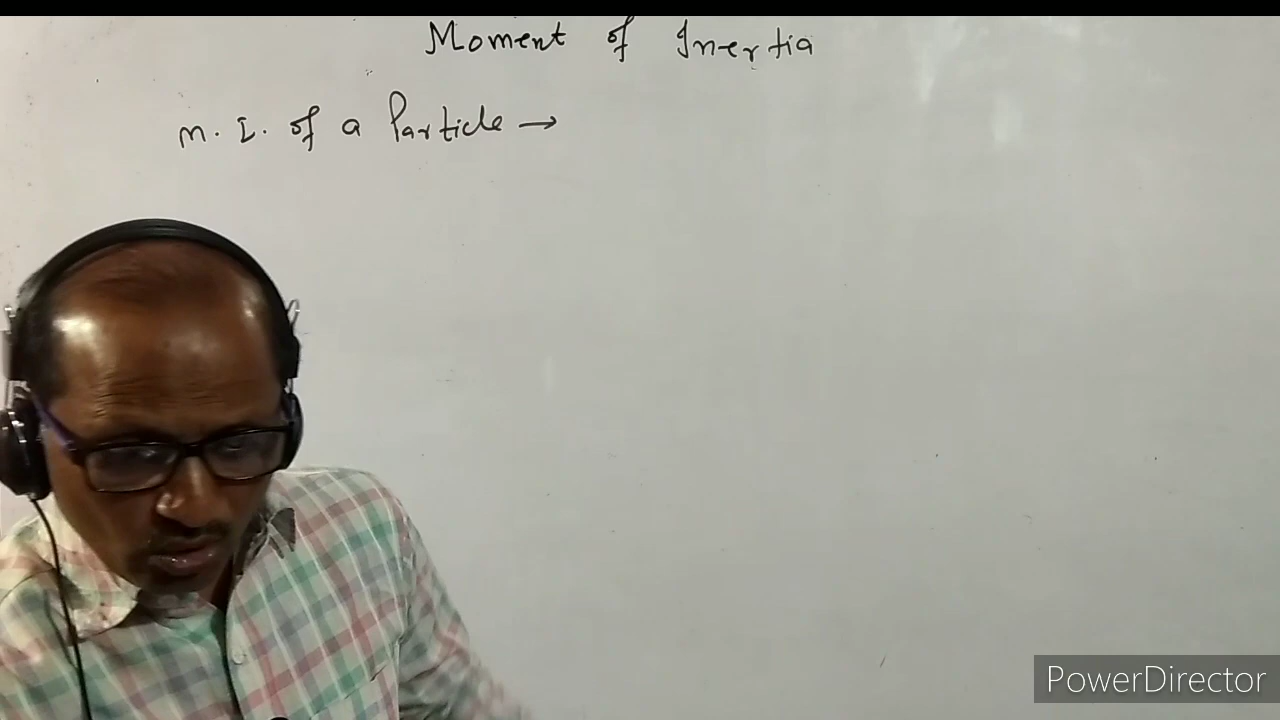 Moment of Inertia
M. I. of a Particle →
PowerDirector